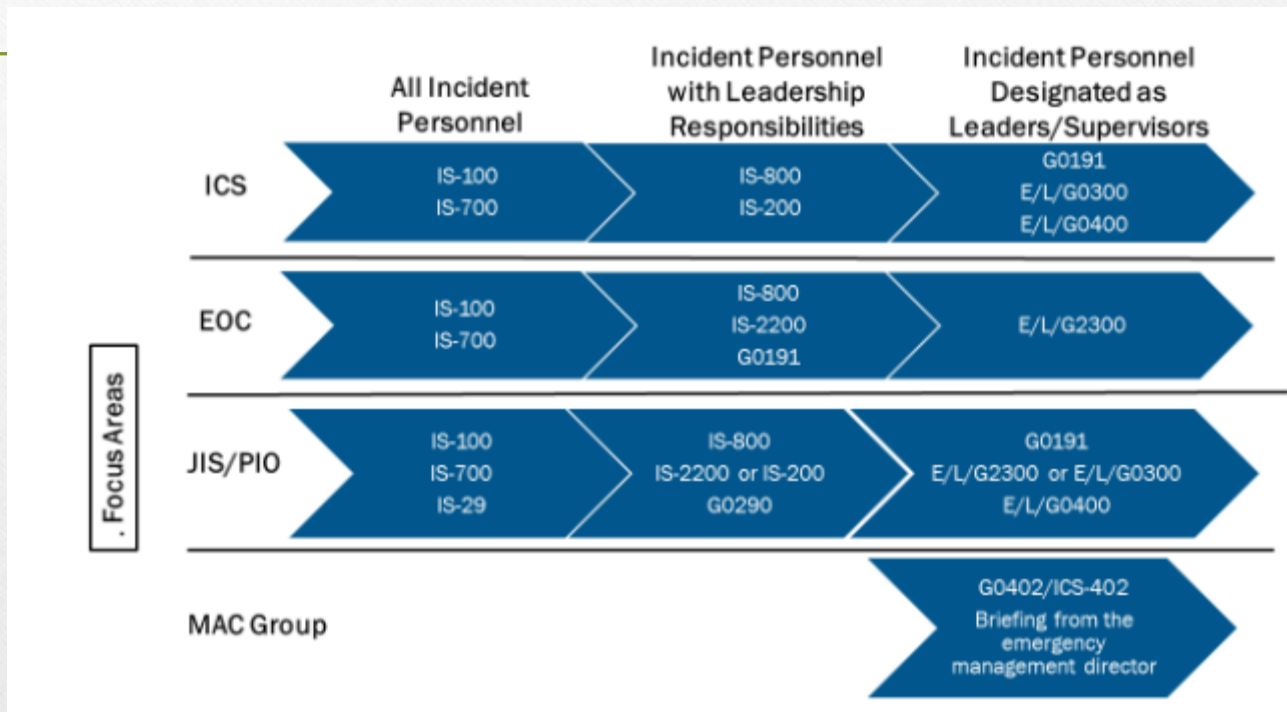 All Incident
Personnel
Incident Personnel
with Leadership
Responsibilities
Incident Personnel
Designated as
Leaders/Supervisors
ICS
IS-100
IS-700
IS-800
IS-200
G0191
E/L/G0300
E/L/G0400
EOC
IS-100
IS-700
IS-800
IS-2200
G0191
E/L/G2300
. Focus Areas
JIS/PIO
IS-100
IS-700
IS-29
IS-800
IS-2200 or IS-200
G0290
G0191
E/L/G2300 or E/L/G0300
E/L/G0400
MAC Group
G0402/ICS-402
Briefing from the
emergency
management director